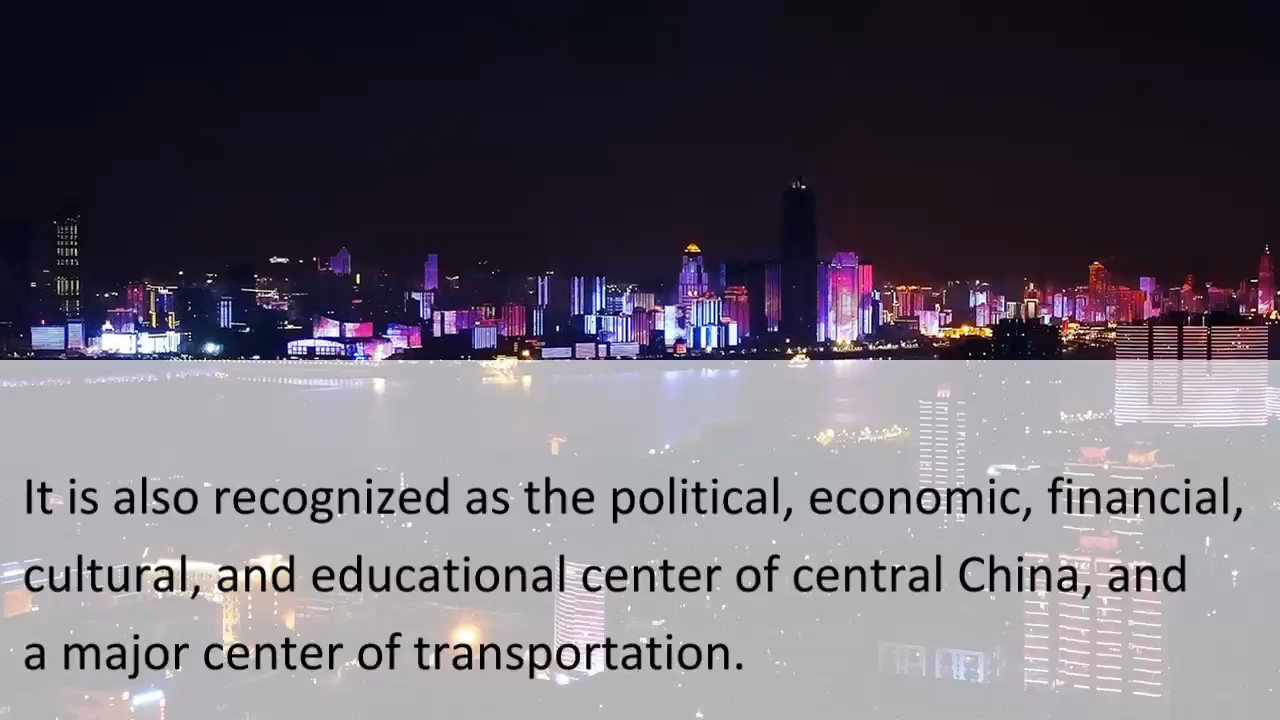 It is also recognized as the political, economic, financial,
cultural, and educational center of central China, and
a major center of transportation.